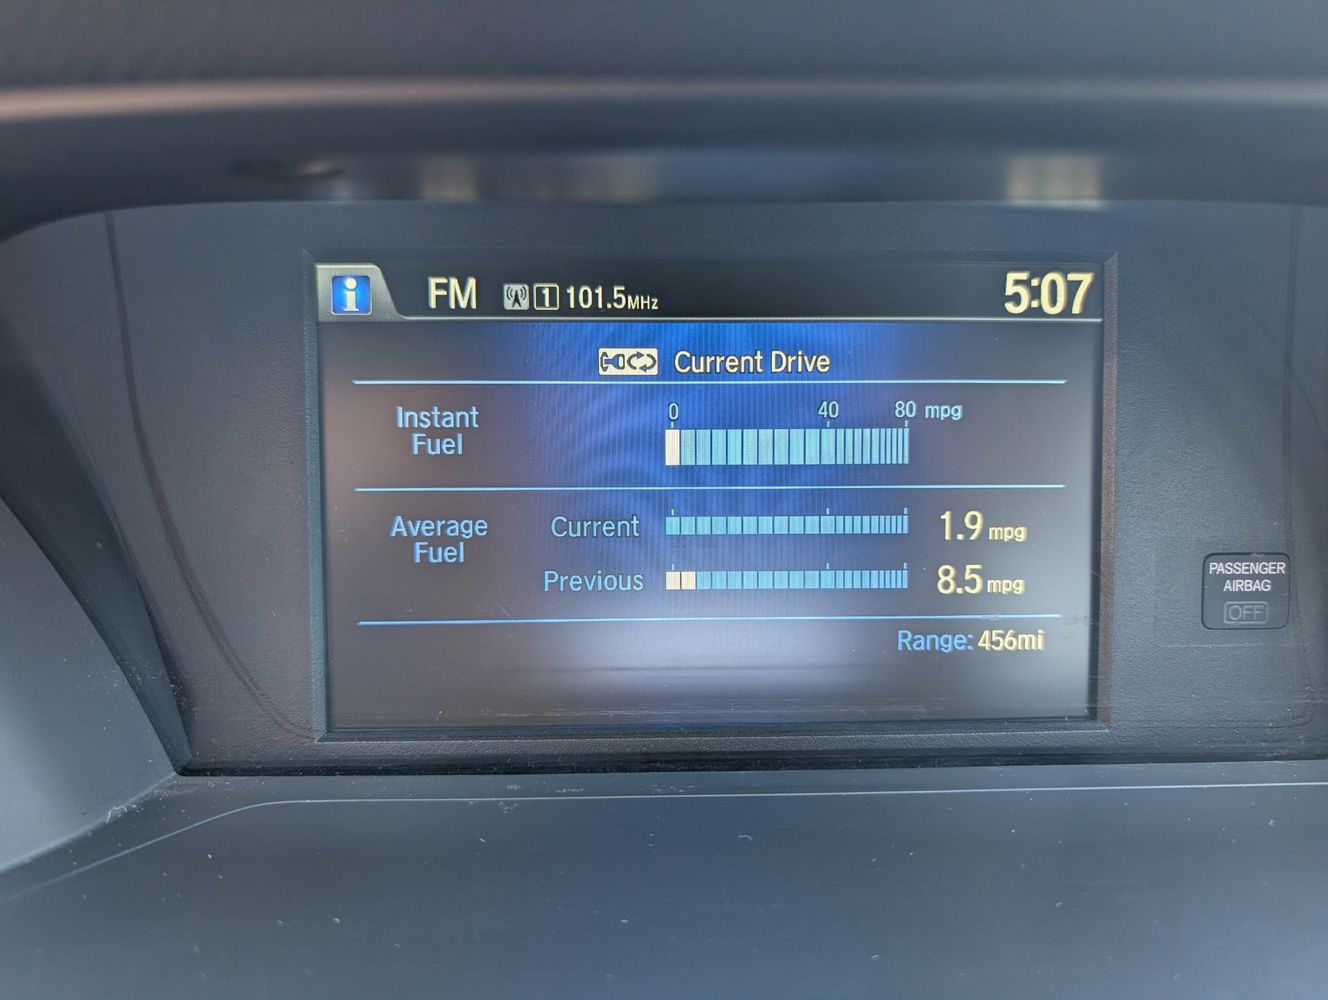 i FM 1 101.5MHz 5:07
Current Drive
Instant
Fuel
0 40 80 mpg
Average
Fuel
Current 1.9 mpg
Previous 8.5 mpg
Range: 456mi
PASSENGER
AIRBAG
OFF